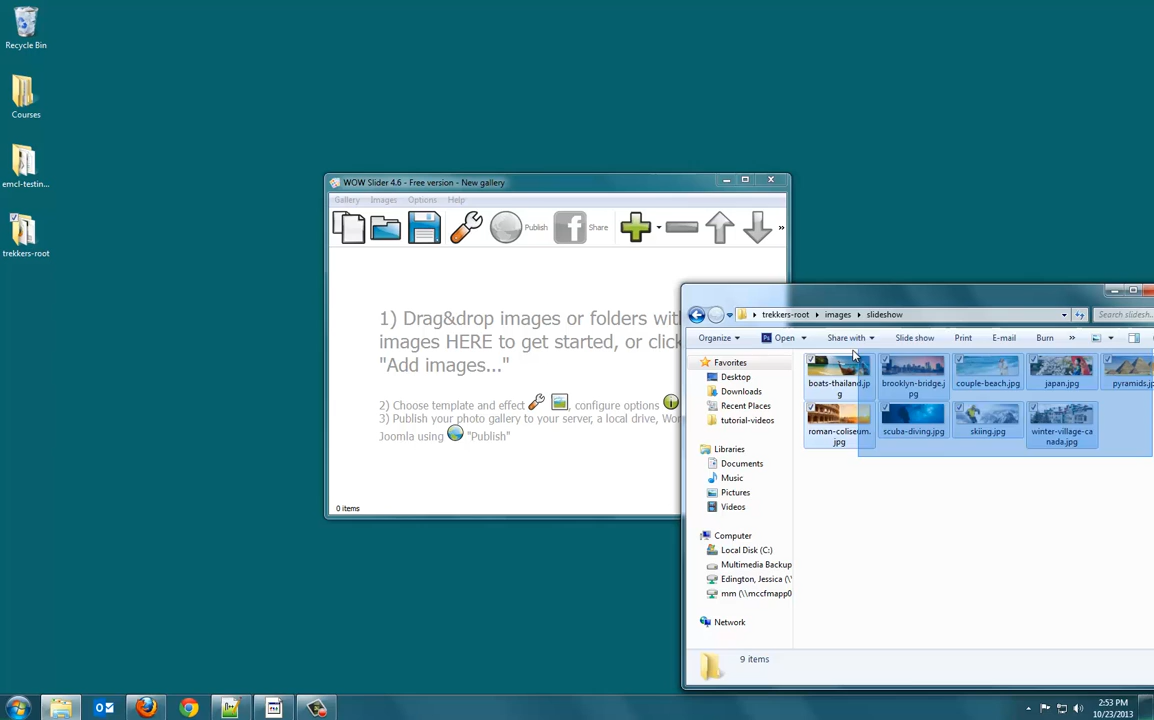 Recycle Bin
Courses
emcl-testin...
trekkers-root
WOW Slider 4.6 - Free version - New gallery
Gallery Images Options Help
Publish Share »
1) Drag&drop images or folders wit
images HERE to get started, or click
"Add images..."
2) Choose template and effect , configure options
3) Publish your photo gallery to your server, a local drive, Wor
Joomla using "Publish"
0 items
trekkers-root images slideshow
Search slidesh...
Organize Open Share with Slide show Print E-mail Burn »
Favorites
Desktop
Downloads
Recent Places
tutorial-videos
Libraries
Documents
Music
Pictures
Videos
Computer
Local Disk (C:)
Multimedia Backup
Edington, Jessica (\\
mm (\\mccfmapp0
Network
boats-thailand.jp
g
brooklyn-bridge.j
pg
couple-beach.jpg
japan.jpg
pyramids.jp
roman-coliseum.
jpg
scuba-diving.jpg
skiing.jpg
winter-village-ca
nada.jpg
9 items
2:53 PM
10/23/2013